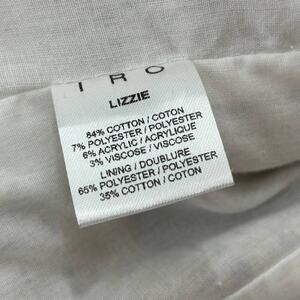 IRO
LIZZIE
84% COTTON / COTON
7% POLYESTER / POLYESTER
6% ACRYLIC / ACRYLIQUE
3% VISCOSE / VISCOSE
LINING / DOUBLURE
65% POLYESTER / POLYESTER
35% COTTON / COTON